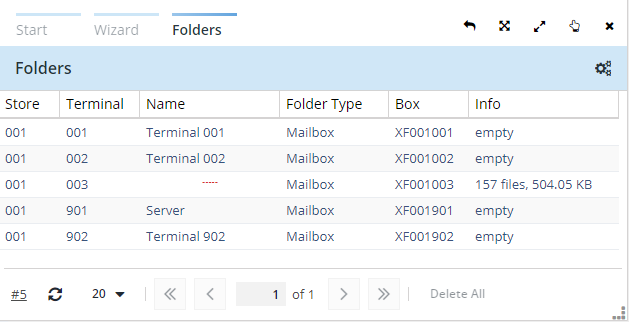 Start Wizard Folders
Folders
Store Terminal Name Folder Type Box Info
001 001 Terminal 001 Mailbox XF001001 empty
001 002 Terminal 002 Mailbox XF001002 empty
001 003 ----- Mailbox XF001003 157 files, 504.05 KB
001 901 Server Mailbox XF001901 empty
001 902 Terminal 902 Mailbox XF001902 empty
#5 20 1 of 1 Delete All